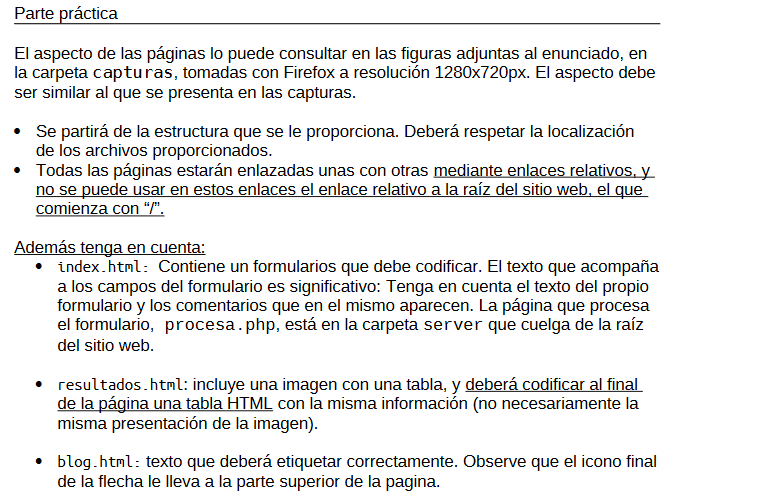 Parte práctica
El aspecto de las páginas lo puede consultar en las figuras adjuntas al enunciado, en
la carpeta capturas, tomadas con Firefox a resolución 1280x720px. El aspecto debe
ser similar al que se presenta en las capturas.
• Se partirá de la estructura que se le proporciona. Deberá respetar la localización
de los archivos proporcionados.
• Todas las páginas estarán enlazadas unas con otras mediante enlaces relativos, y
no se puede usar en estos enlaces el enlace relativo a la raíz del sitio web, el que
comienza con “/”.
Además tenga en cuenta:
• index.html: Contiene un formularios que debe codificar. El texto que acompaña
a los campos del formulario es significativo: Tenga en cuenta el texto del propio
formulario y los comentarios que en el mismo aparecen. La página que procesa
el formulario, procesa.php, está en la carpeta server que cuelga de la raíz
del sitio web.
• resultados.html: incluye una imagen con una tabla, y deberá codificar al final
de la página una tabla HTML con la misma información (no necesariamente la
misma presentación de la imagen).
• blog.html: texto que deberá etiquetar correctamente. Observe que el icono final
de la flecha le lleva a la parte superior de la pagina.